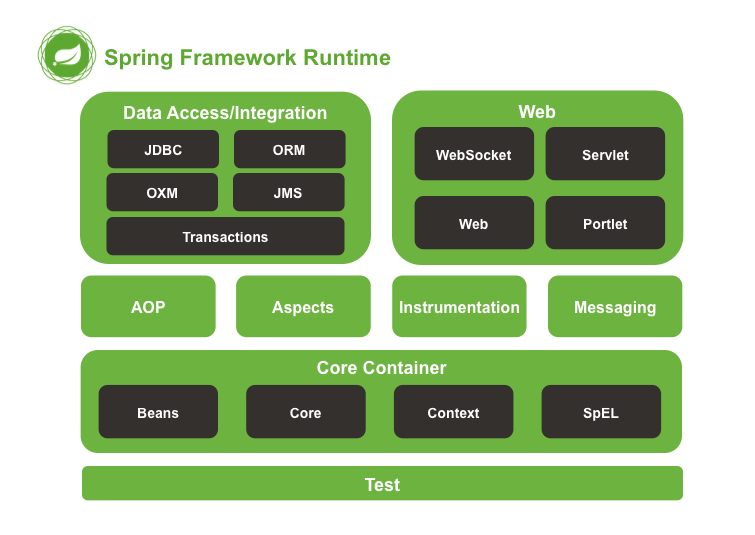 Spring Framework Runtime
Data Access/Integration
JDBC
ORM
OXM
JMS
Transactions
Web
WebSocket
Servlet
Web
Portlet
AOP
Aspects
Instrumentation
Messaging
Core Container
Beans
Core
Context
SpEL
Test